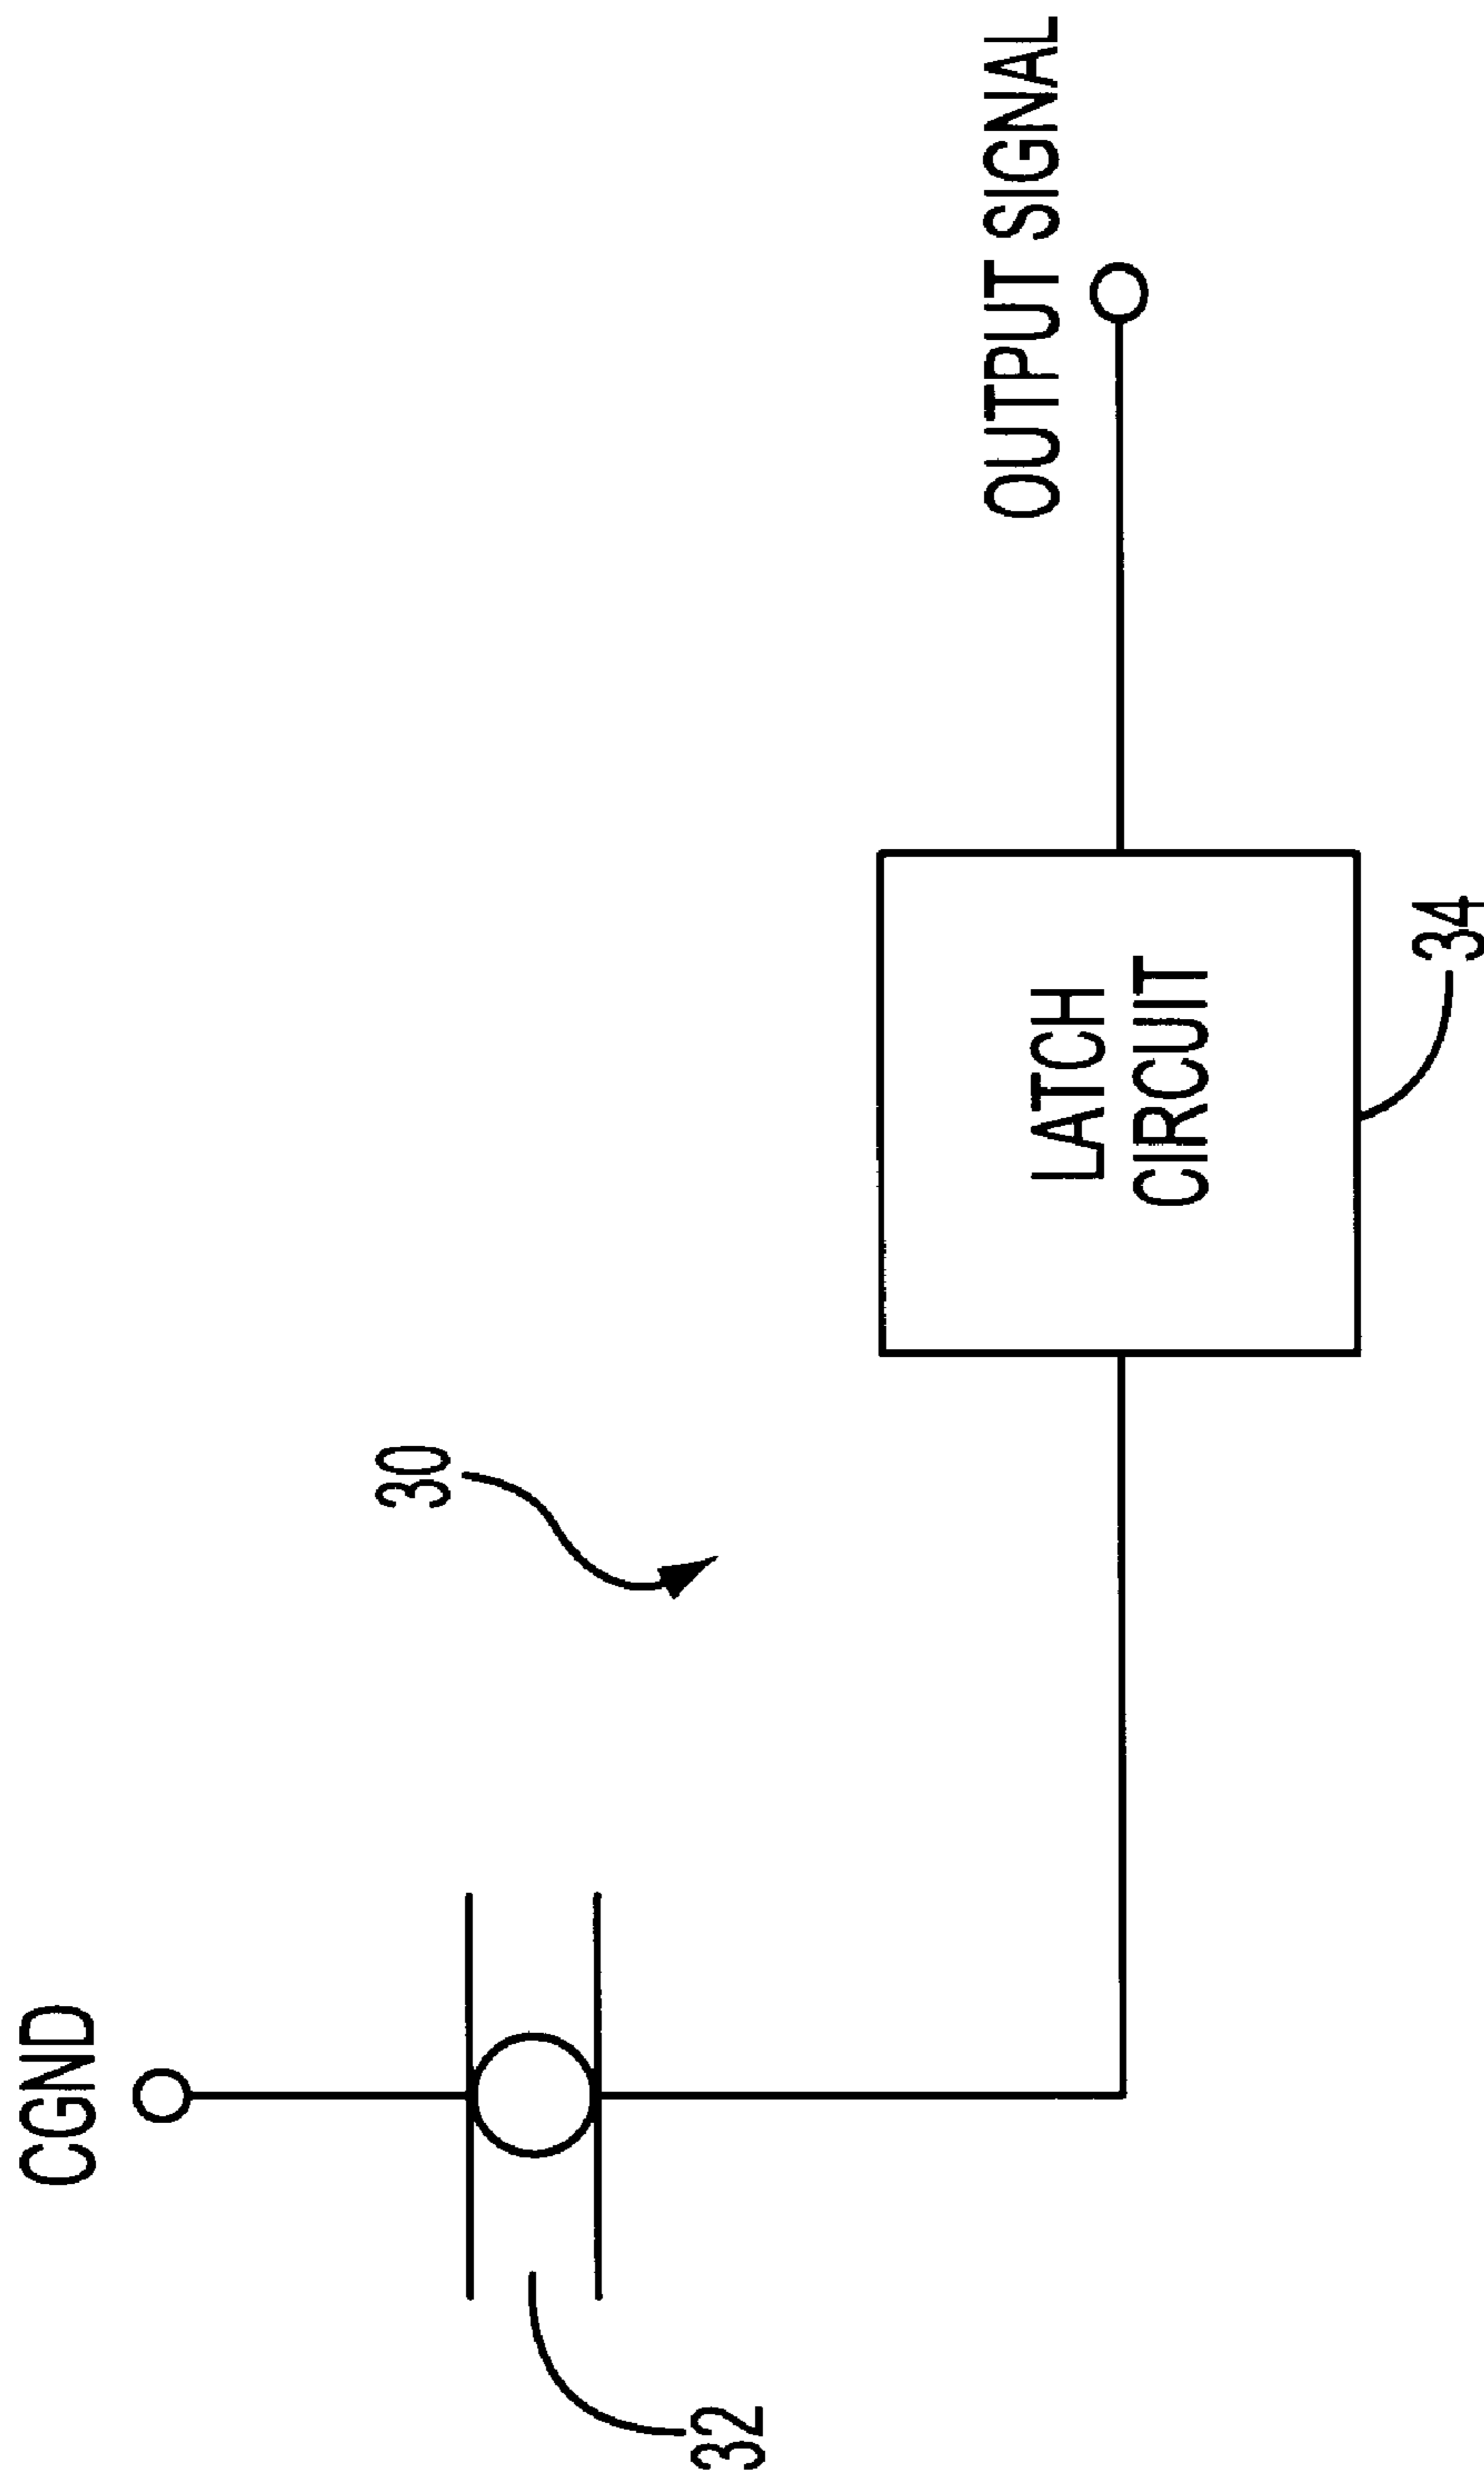 CGND
32
30
LATCH
CIRCUIT
34
OUTPUT SIGNAL